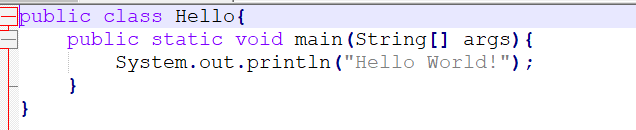 public class Hello{
    public static void main(String[] args){
        System.out.println("Hello World!");
    }
}